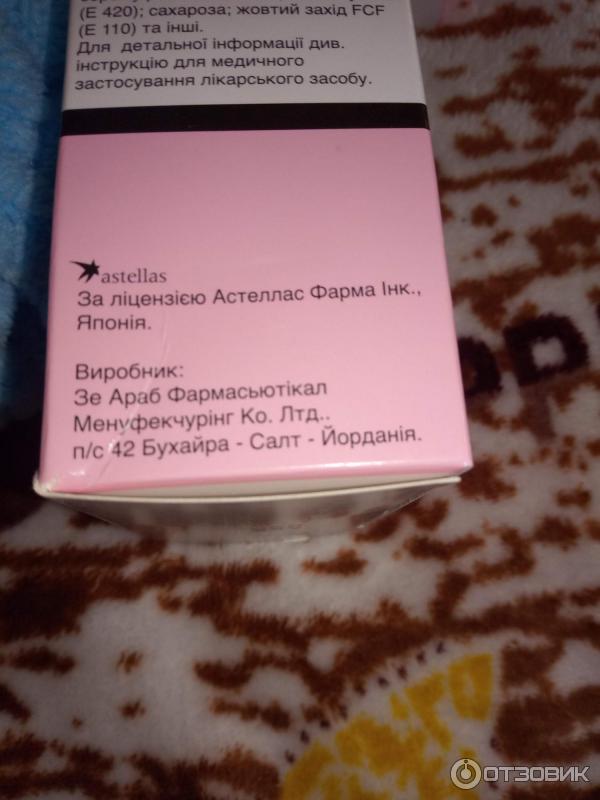 (E 420); сахароза; жовтий захід FCF
(E 110) та інші.
Для детальної інформації див.
інструкцію для медичного
застосування лікарського засобу.
astellas
За ліцензією Астеллас Фарма Інк.,
Японія.
Виробник:
Зе Араб Фармасьютікал
Менуфекчурінг Ко. Лтд..
п/с 42 Бухайра - Салт - Йорданія.
ОТЗОВИК